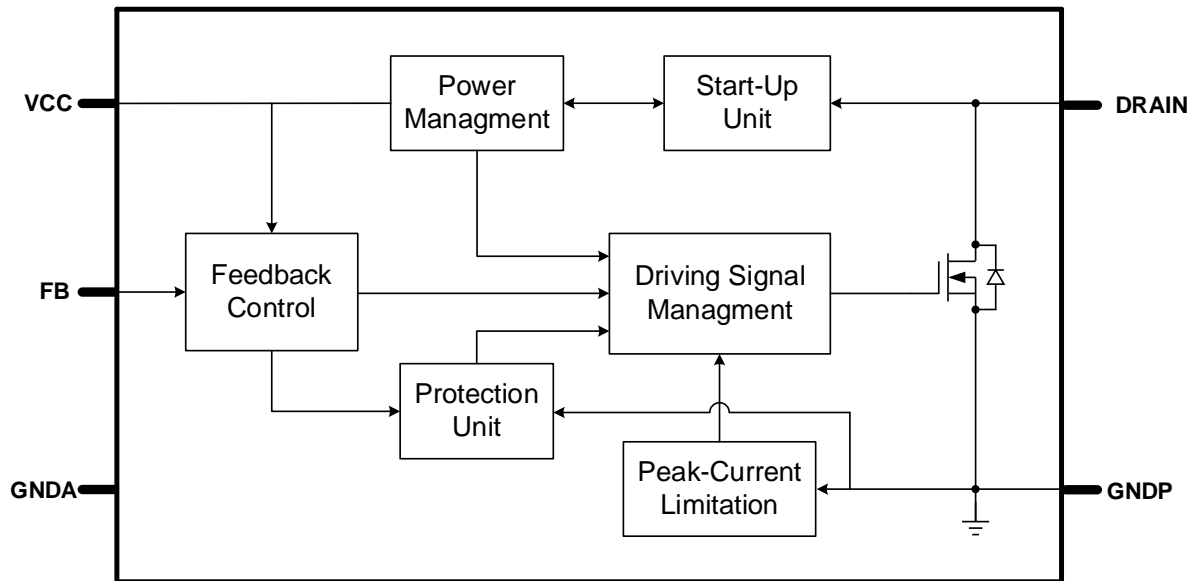 Power
Managment
Start-Up
Unit
VCC
DRAIN
Feedback
Control
Driving Signal
Managment
FB
Protection
Unit
Peak-Current
Limitation
GNDA
GNDP